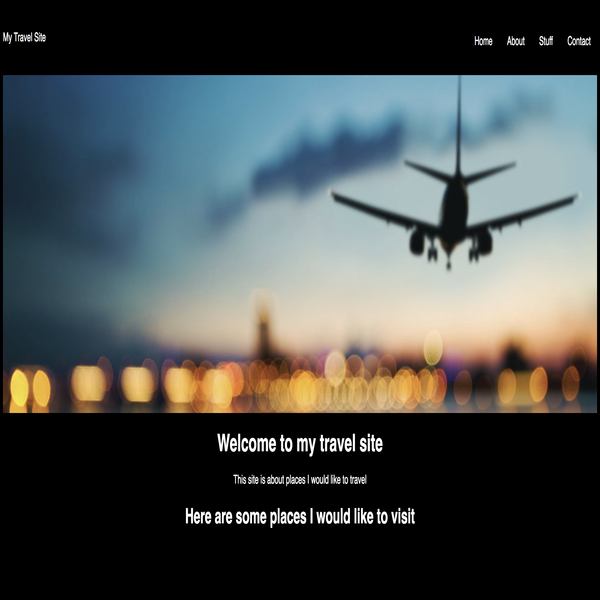 My Travel Site
Home About Stuff Contact
Welcome to my travel site
This site is about places I would like to travel
Here are some places I would like to visit